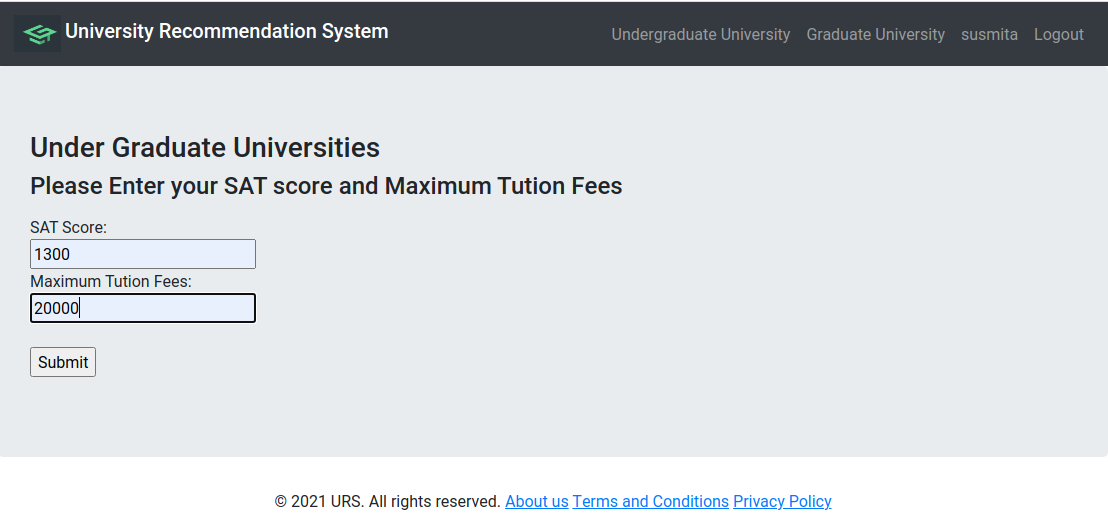 University Recommendation System Undergraduate University Graduate University susmita Logout
Under Graduate Universities
Please Enter your SAT score and Maximum Tution Fees
SAT Score:
1300
Maximum Tution Fees:
20000
Submit
© 2021 URS. All rights reserved. About us Terms and Conditions Privacy Policy